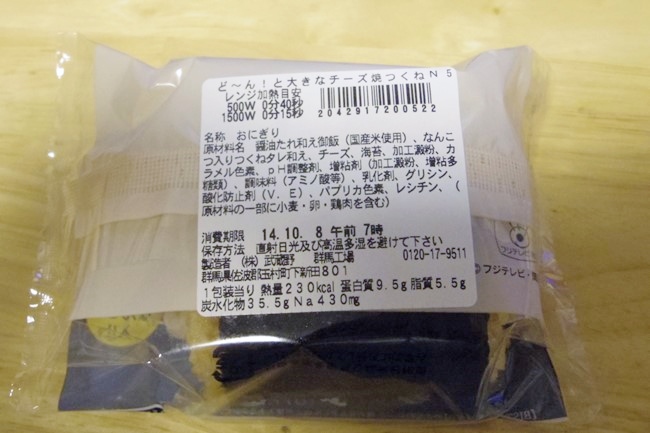 ど〜ん!と大きなチーズ焼つくねN 5
レンジ加熱目安
500W 0分40秒
1500W 0分15秒
2042917200522
名称 おにぎり
原材料名 醤油たれ和え御飯(国産米使用)、なんこ
つ入りつくねタレ和え、チーズ、海苔、加工澱粉、カ
ラメル色素、pH調整剤、増粘剤(加工澱粉、増粘多
糖類)、調味料(アミノ酸等)、乳化剤、グリシン、
酸化防止剤(V.E)、パプリカ色素、レシチン、(
原材料の一部に小麦・卵・鶏肉を含む)
消費期限 14.10. 8 午前 7時
保存方法 直射日光及び高温多湿を避けて下さい
製造者 (株)武蔵野 群馬工場 0120-17-9511
群馬県佐波郡玉村町下新田801
1包装当り 熱量230kcal 蛋白質9.5g 脂質5.5g
炭水化物35.5g Na430mg
フジテレビ
©フジテレビ・